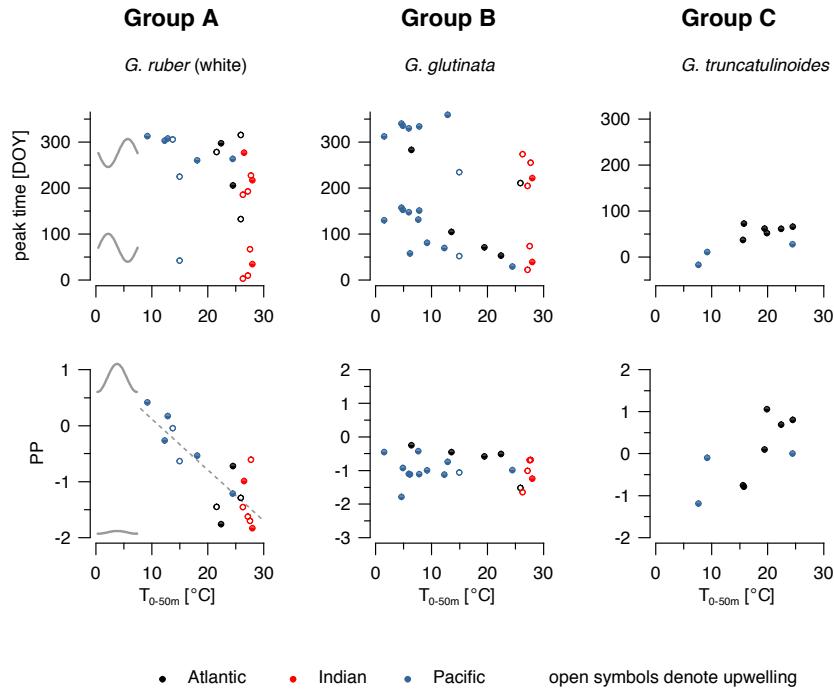 Group A Group B Group C
G. ruber (white) G. glutinata G. truncatulinoides
peak time [DOY]
300
200
100
0
0 10 20 30
300
200
100
0
0 10 20 30
300
200
100
0
0 10 20 30
PP
1
0
-1
-2
0 10 20 30
T0-50m [°C]
2
1
0
-1
-2
-3
0 10 20 30
T0-50m [°C]
2
1
0
-1
-2
0 10 20 30
T0-50m [°C]
Atlantic Indian Pacific open symbols denote upwelling